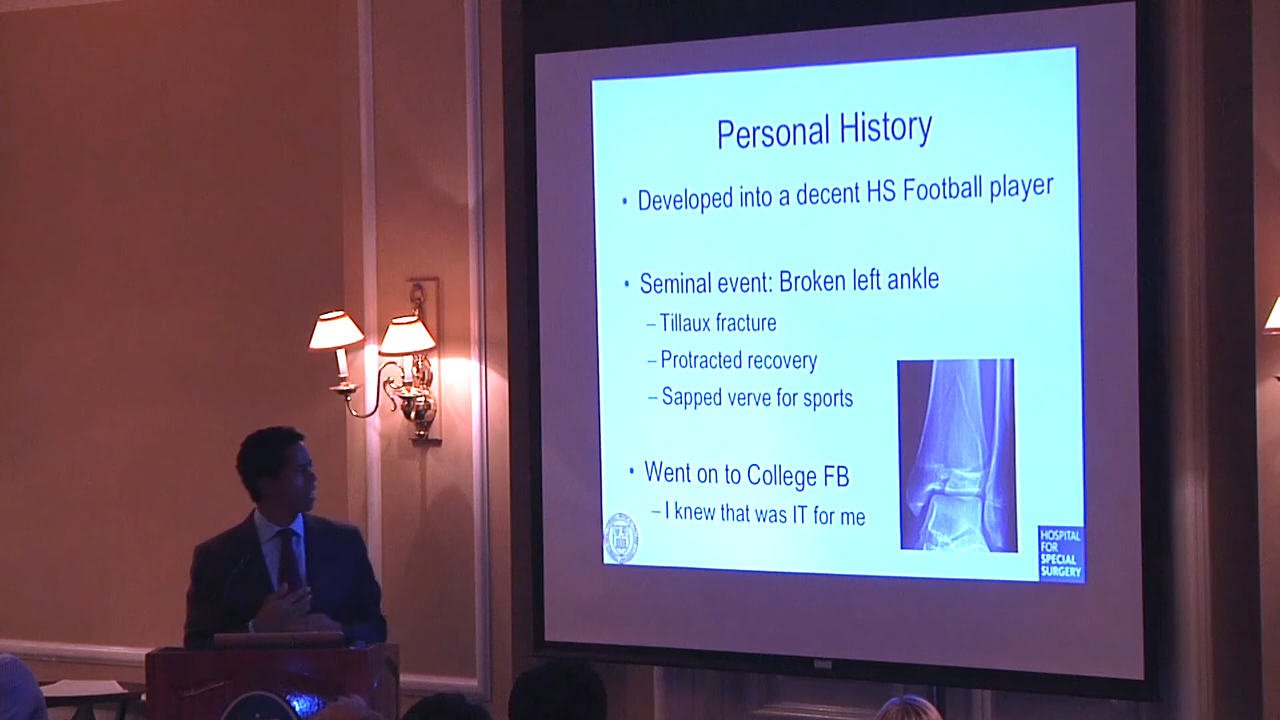 Personal History
• Developed into a decent HS Football player
• Seminal event: Broken left ankle
– Tillaux fracture
– Protracted recovery
– Sapped verve for sports
• Went on to College FB
– I knew that was IT for me
HOSPITAL
FOR
SPECIAL
SURGERY